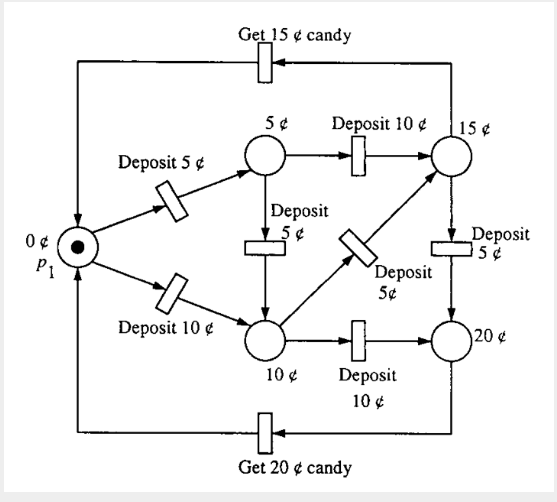 Get 15 ¢ candy
5 ¢
Deposit 10 ¢
15 ¢
Deposit 5 ¢
Deposit
5 ¢
Deposit
5 ¢
0 ¢
p1
Deposit
5¢
Deposit 10 ¢
20 ¢
10 ¢
Deposit
10 ¢
Get 20 ¢ candy